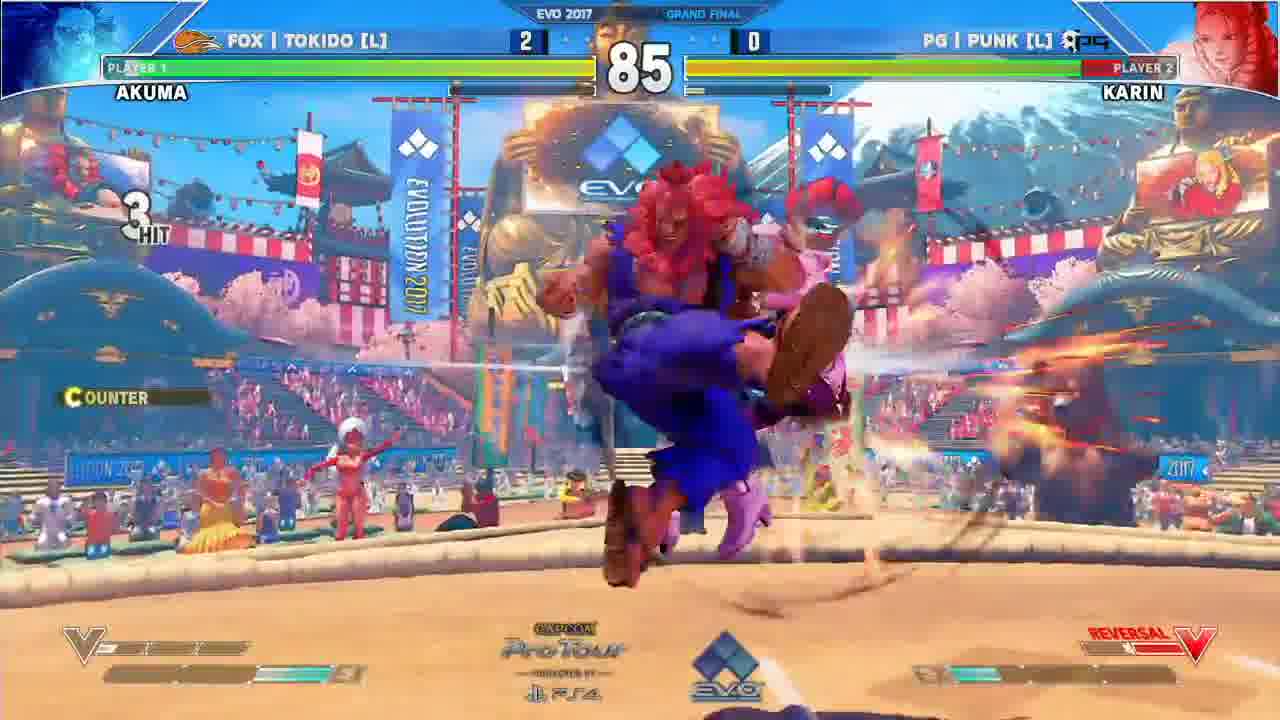 EVO 2017 GRAND FINAL
FOX | TOKIDO [L] 2 85 0 PG | PUNK [L]
PLAYER 1 PLAYER 2
AKUMA KARIN
EVO
EVOLUTION 2017
3
HIT
COUNTER
2017
REVERSAL
V V
CAPCOM
Pro Tour
PS4
EVO